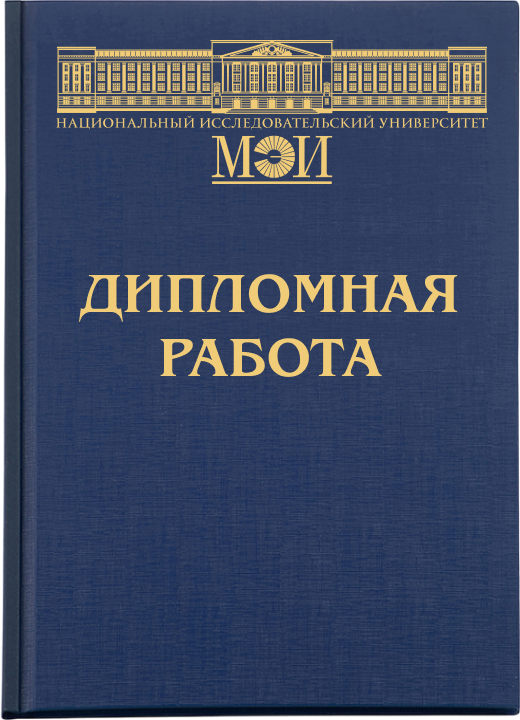 НАЦИОНАЛЬНЫЙ ИССЛЕДОВАТЕЛЬСКИЙ УНИВЕРСИТЕТ
МЭИ
ДИПЛОМНАЯ
РАБОТА